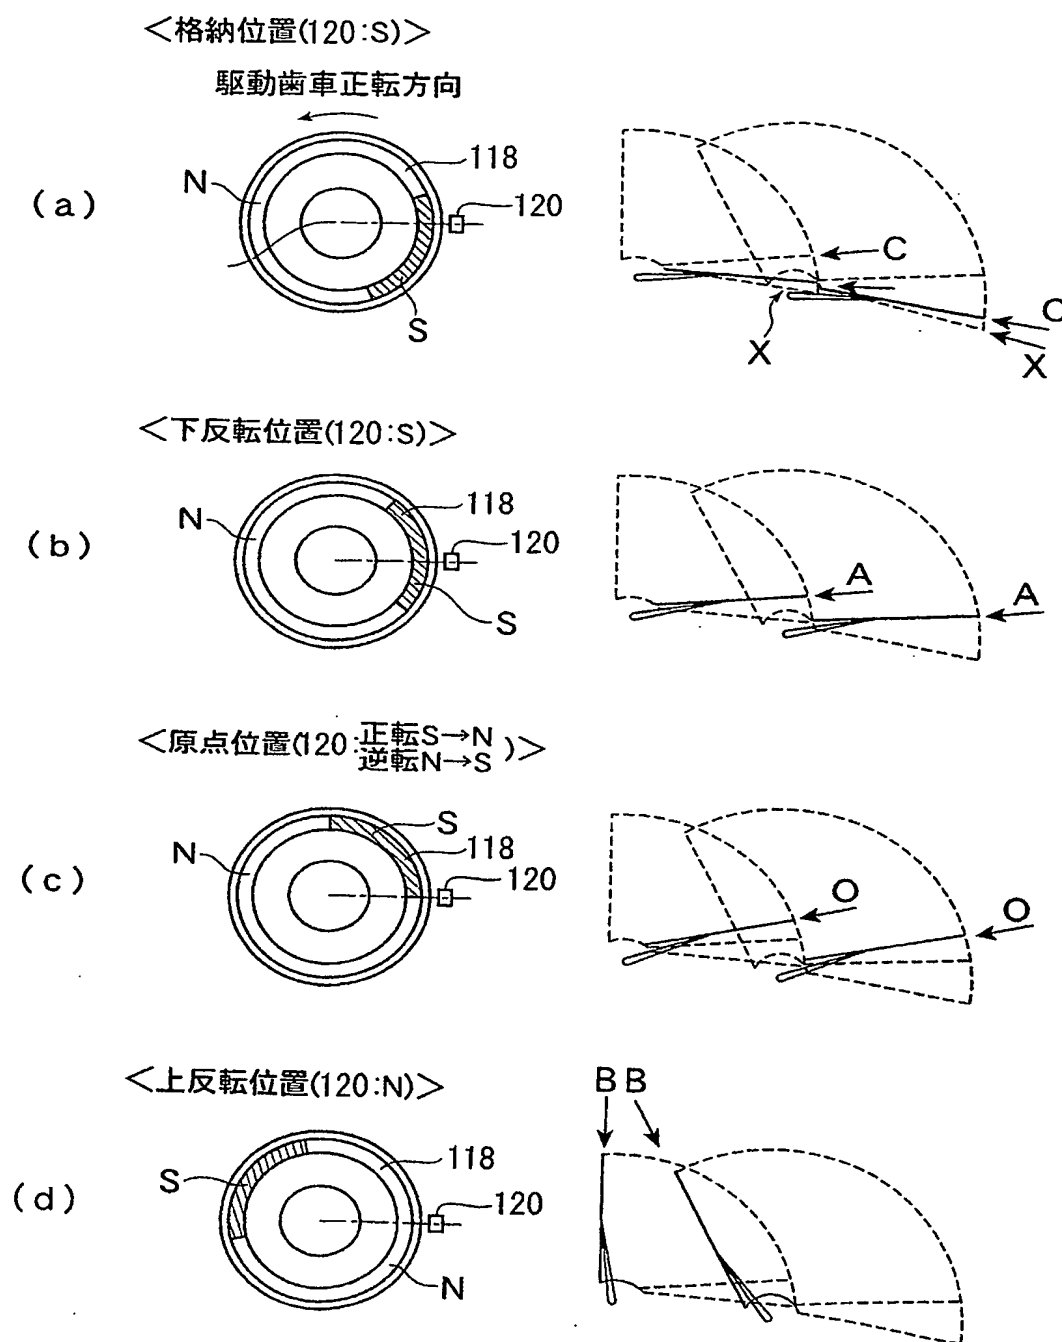 <格納位置(120:S)>
駆動歯車正転方向
(a)
N
118
120
S
C
X
C
X
<下反転位置(120:S)>
(b)
N
118
120
S
A
A
<原点位置(120:正転S→N
逆転N→S)>
(c)
N
S
118
120
O
O
<上反転位置(120:N)>
(d)
S
118
120
N
B B